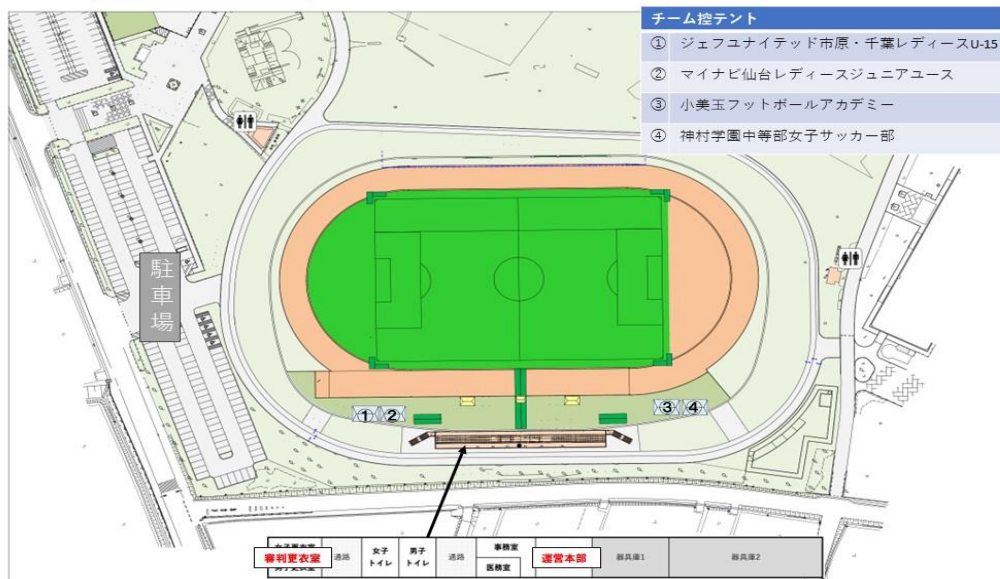 チーム控テント
① ジェフユナイテッド市原・千葉レディースU-15
② マイナビ仙台レディースジュニアユース
③ 小美玉フットボールアカデミー
④ 神村学園中等部女子サッカー部
駐車場
① ② ③ ④
審判更衣室 通路 女子トイレ 男子トイレ 通路 事務室 医務室 運営本部 器具庫1 器具庫2